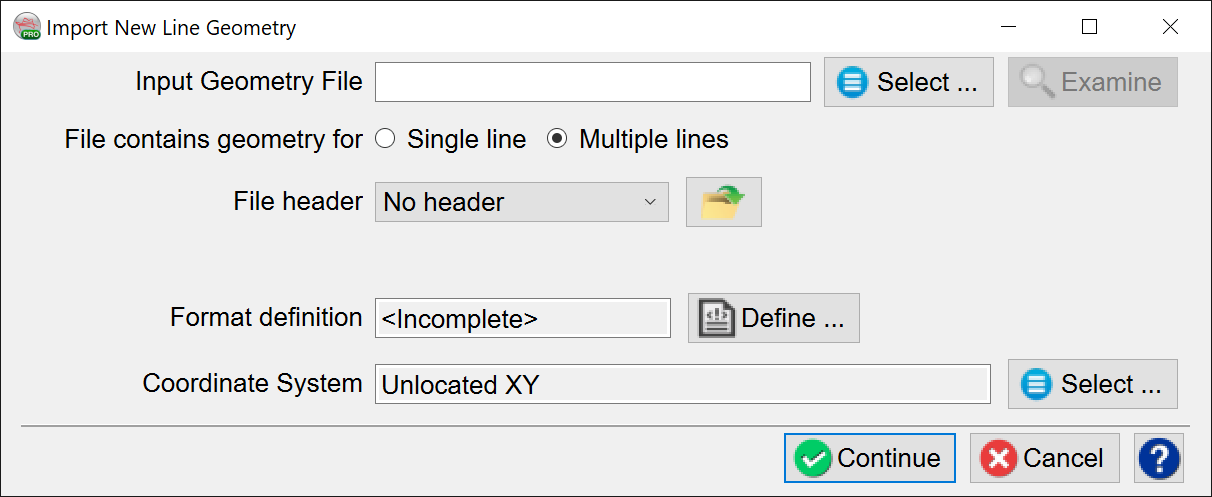 PRO Import New Line Geometry
Input Geometry File Select ... Examine
File contains geometry for Single line Multiple lines
File header No header
Format definition <Incomplete> Define ...
Coordinate System Unlocated XY Select ...
Continue Cancel ?